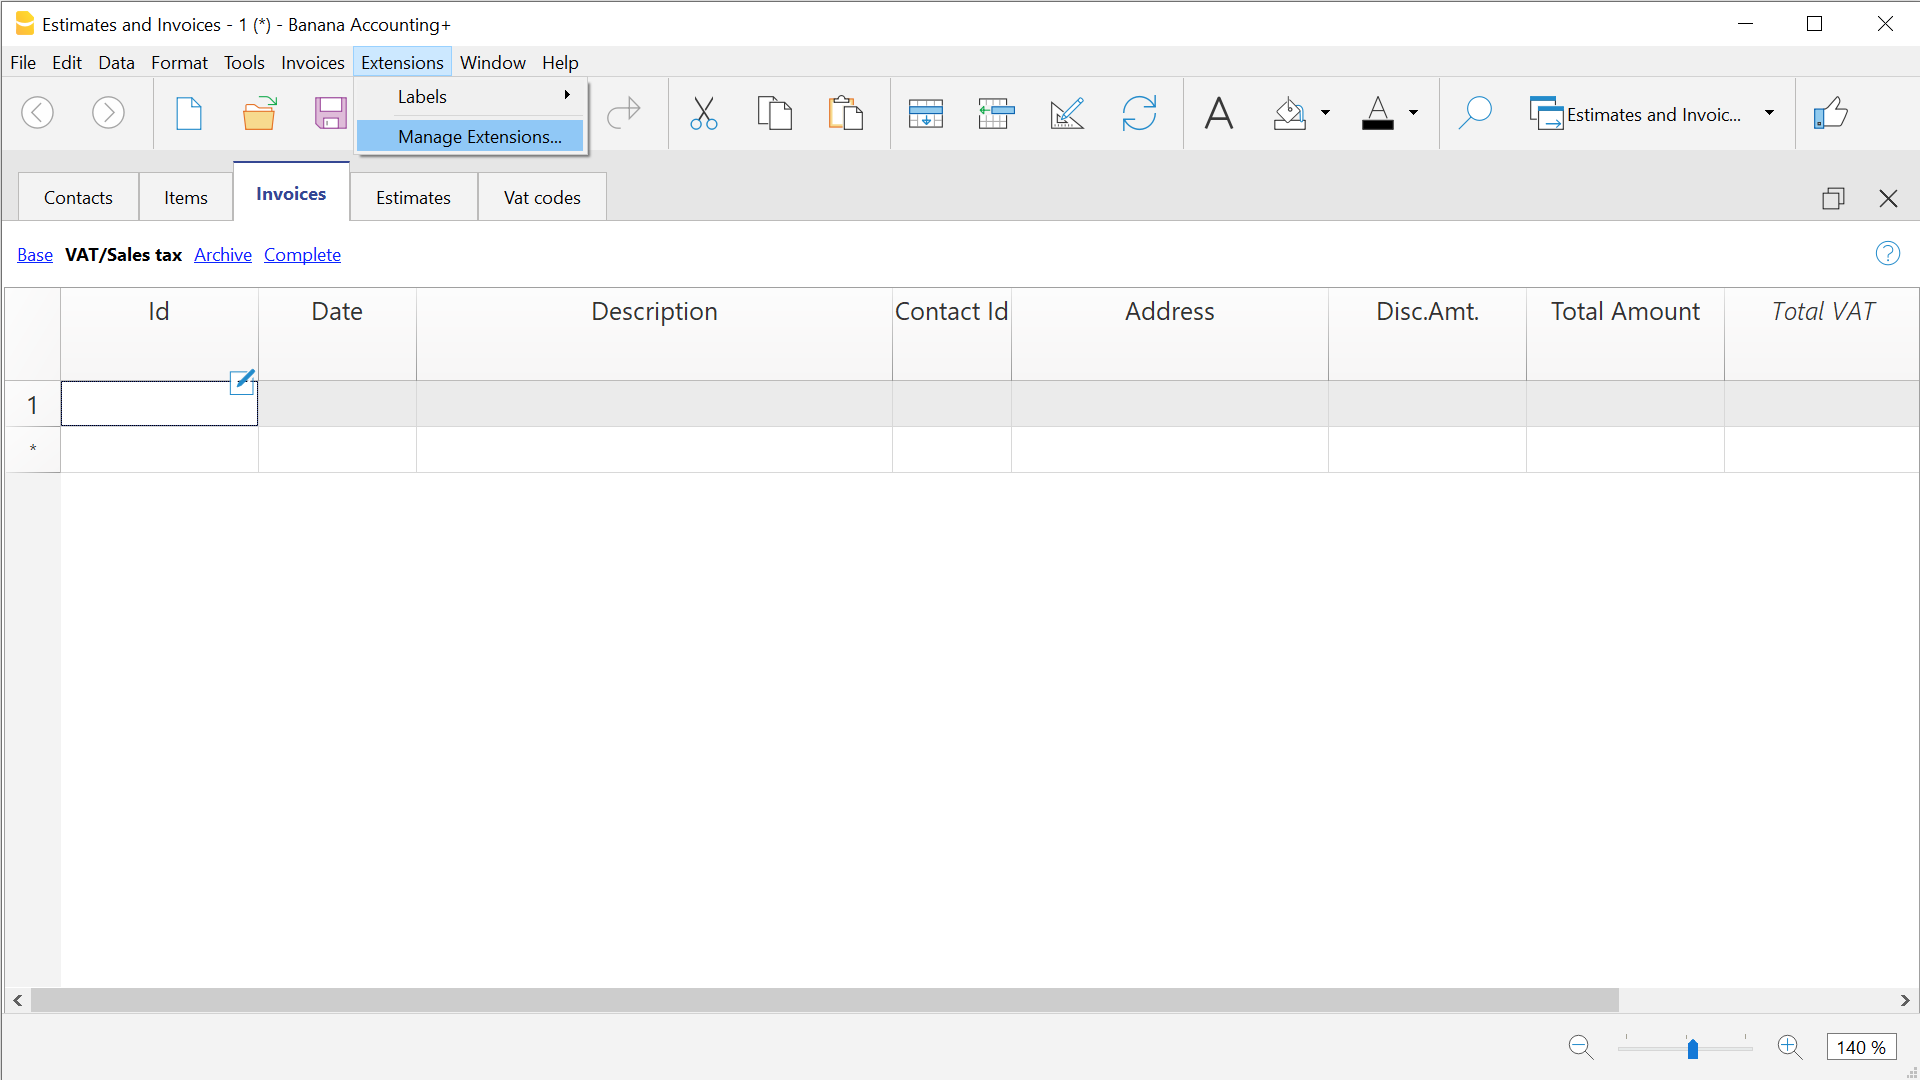 Estimates and Invoices - 1 (*) - Banana Accounting+
File Edit Data Format Tools Invoices Extensions Window Help
Labels
Manage Extensions...
Estimates and Invoic...
Contacts Items Invoices Estimates Vat codes
Base VAT/Sales tax Archive Complete
Id Date Description Contact Id Address Disc.Amt. Total Amount Total VAT
1
*
140 %